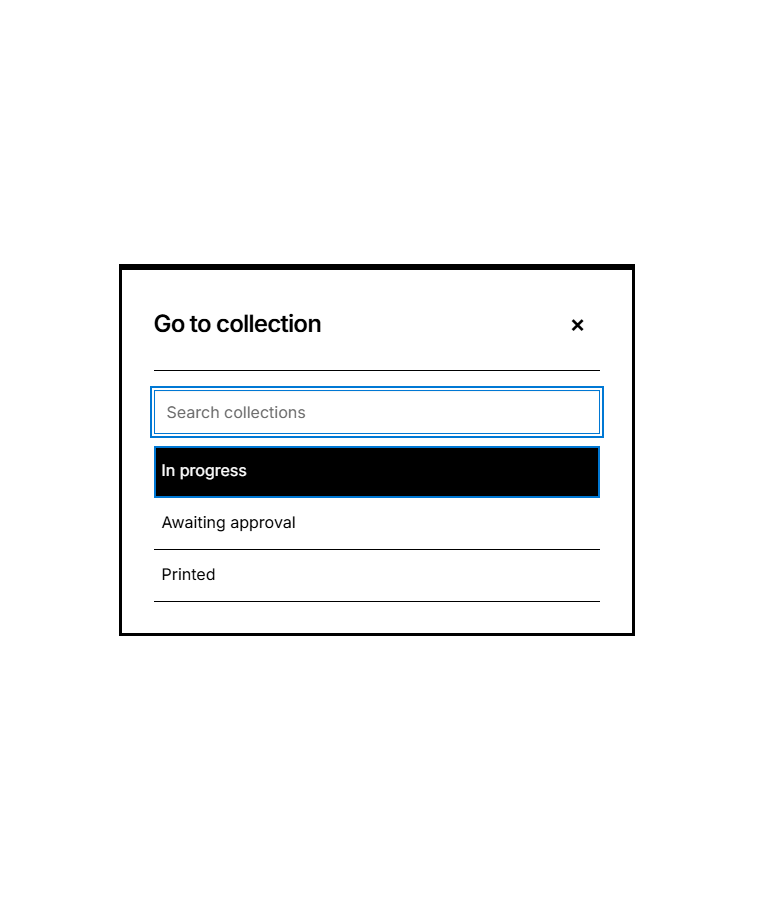 Go to collection
Search collections
In progress
Awaiting approval
Printed